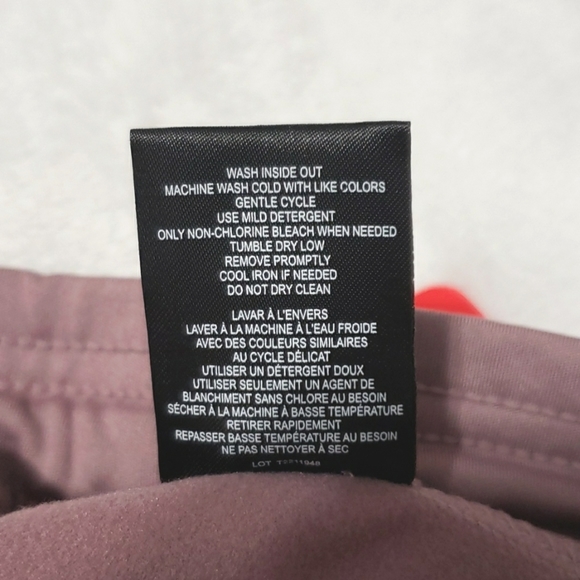 WASH INSIDE OUT
MACHINE WASH COLD WITH LIKE COLORS
GENTLE CYCLE
USE MILD DETERGENT
ONLY NON-CHLORINE BLEACH WHEN NEEDED
TUMBLE DRY LOW
REMOVE PROMPTLY
COOL IRON IF NEEDED
DO NOT DRY CLEAN
LAVAR À L'ENVERS
LAVER À LA MACHINE À L'EAU FROIDE
AVEC DES COULEURS SIMILAIRES
AU CYCLE DÉLICAT
UTILISER UN DÉTERGENT DOUX
UTILISER SEULEMENT UN AGENT DE
BLANCHIMENT SANS CHLORE AU BESOIN
SÉCHER À LA MACHINE À BASSE TEMPÉRATURE
RETIRER RAPIDEMENT
REPASSER BASSE TEMPÉRATURE AU BESOIN
NE PAS NETTOYER À SEC
LOT